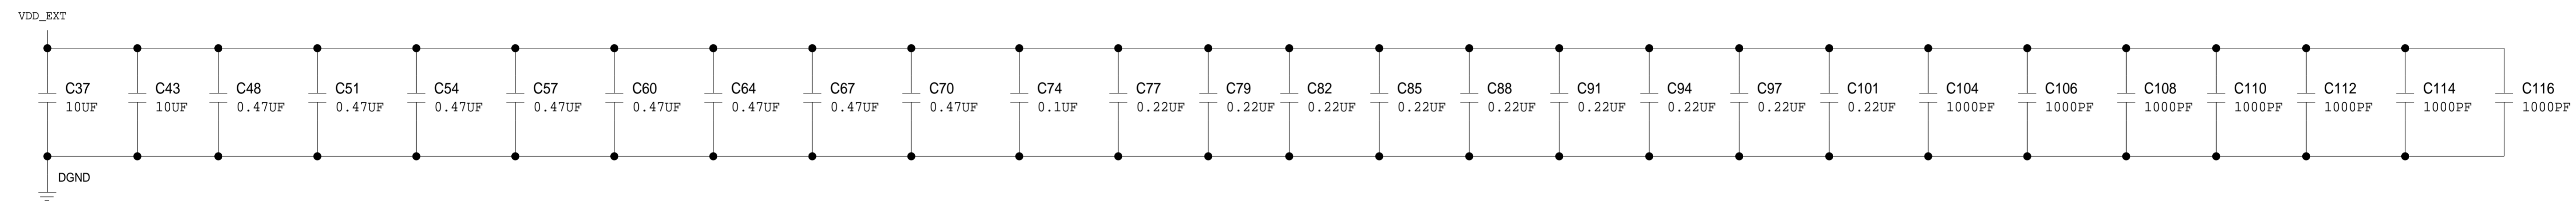 VDD_EXT
C37 C43 C48 C51 C54 C57 C60 C64 C67 C70 C74 C77 C79 C82 C85 C88 C91 C94 C97 C101 C104 C106 C108 C110 C112 C114 C116
10UF 10UF 0.47UF 0.47UF 0.47UF 0.47UF 0.47UF 0.47UF 0.47UF 0.47UF 0.1UF 0.22UF 0.22UF 0.22UF 0.22UF 0.22UF 0.22UF 0.22UF 0.22UF 0.22UF 1000PF 1000PF 1000PF 1000PF 1000PF 1000PF 1000PF
DGND